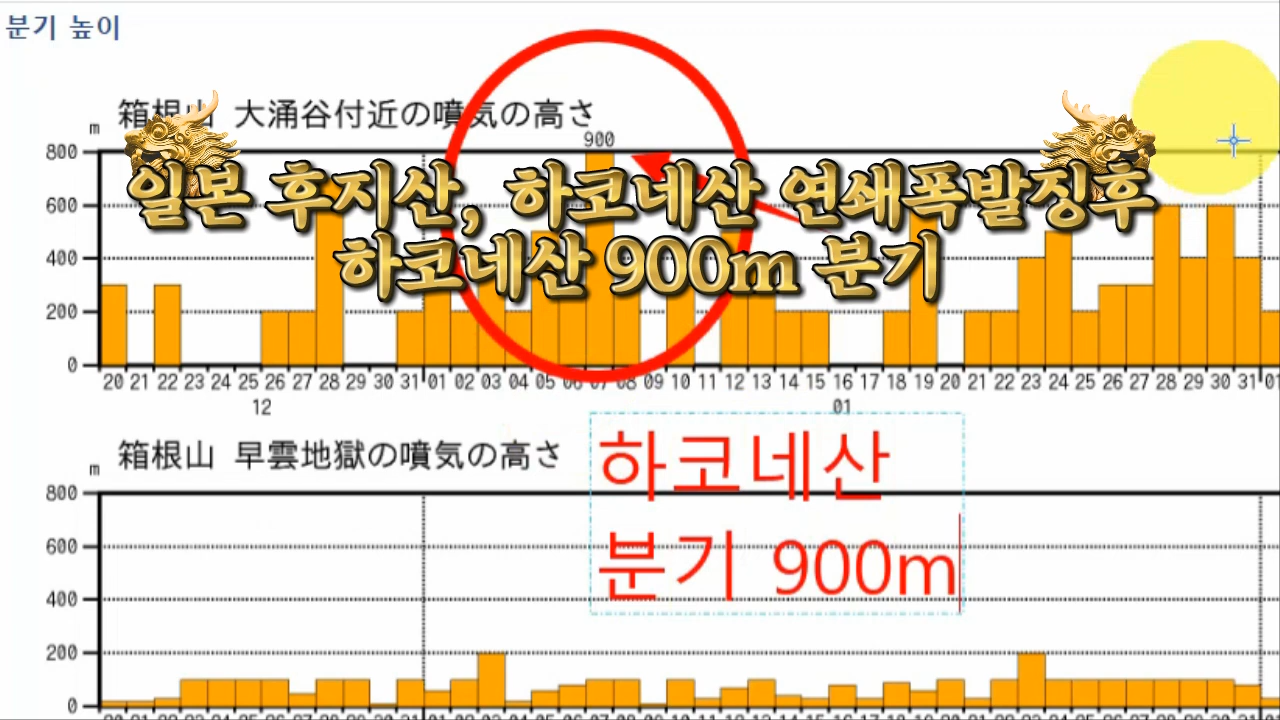 분기 높이
箱根山 大涌谷付近の噴気の高さ
m
900
800
일본 후지산, 하코네산 연쇄폭발징후
600
하코네산 900m 분기
400
200
0
20 21 22 23 24 25 26 27 28 29 30 31 01 02 03 04 05 06 07 08 09 10 11 12 13 14 15 16 17 18 19 20 21 22 23 24 25 26 27 28 29 30 31
12 01
箱根山 早雲地獄の噴気の高さ
m
하코네산
분기 900m
800
600
400
200
0